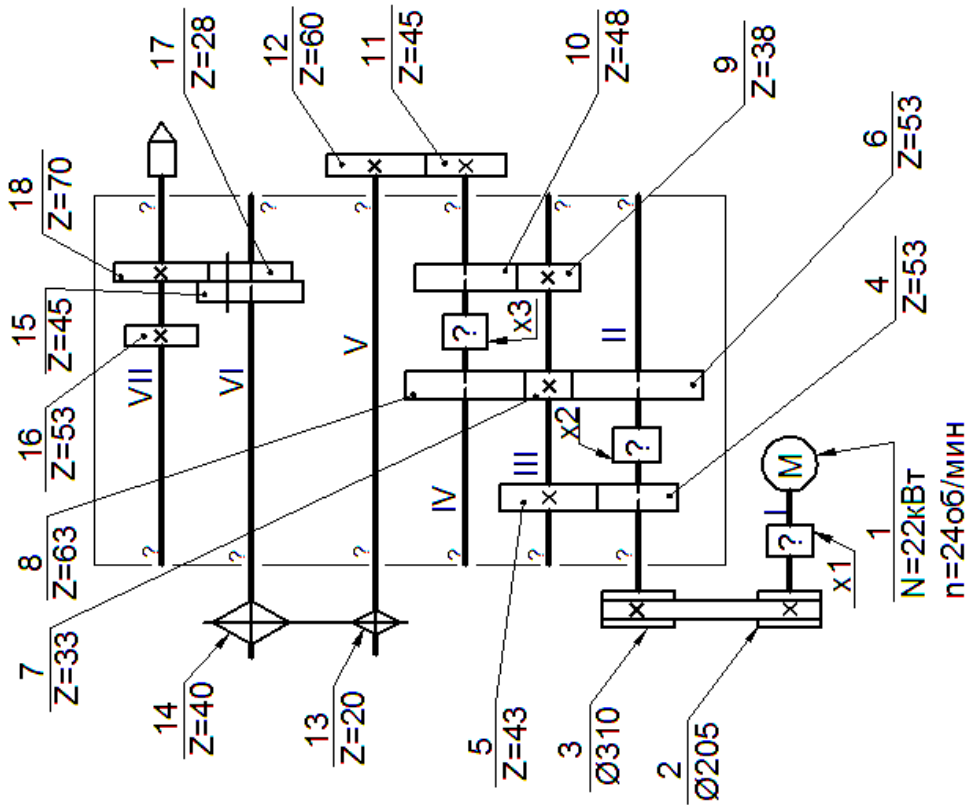 18
Z=70
15
Z=45
16
Z=53
8
Z=63
7
Z=33
17
Z=28
12
Z=60
11
Z=45
10
Z=48
9
Z=38
6
Z=53
4
Z=53
14
Z=40
13
Z=20
5
Z=43
3
Ø310
2
Ø205
1
N=22кВт
n=24об/мин
VII
VI
V
IV
III
II
I
M
x1
x2
x3
?
?
?
?
?
?
?
?
?
?
?
?
?